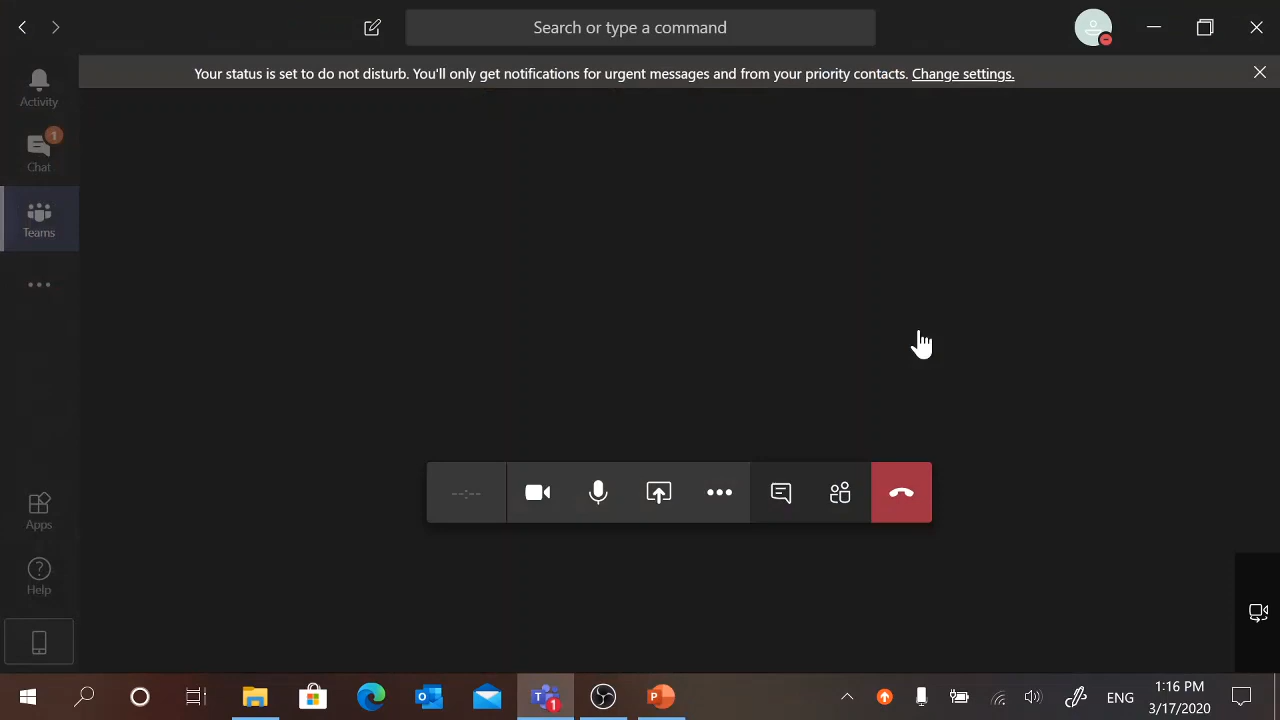 Search or type a command
Your status is set to do not disturb. You'll only get notifications for urgent messages and from your priority contacts. Change settings.
Activity
1
Chat
Teams
--:--
Apps
Help
T
1
P
ENG
1:16 PM
3/17/2020